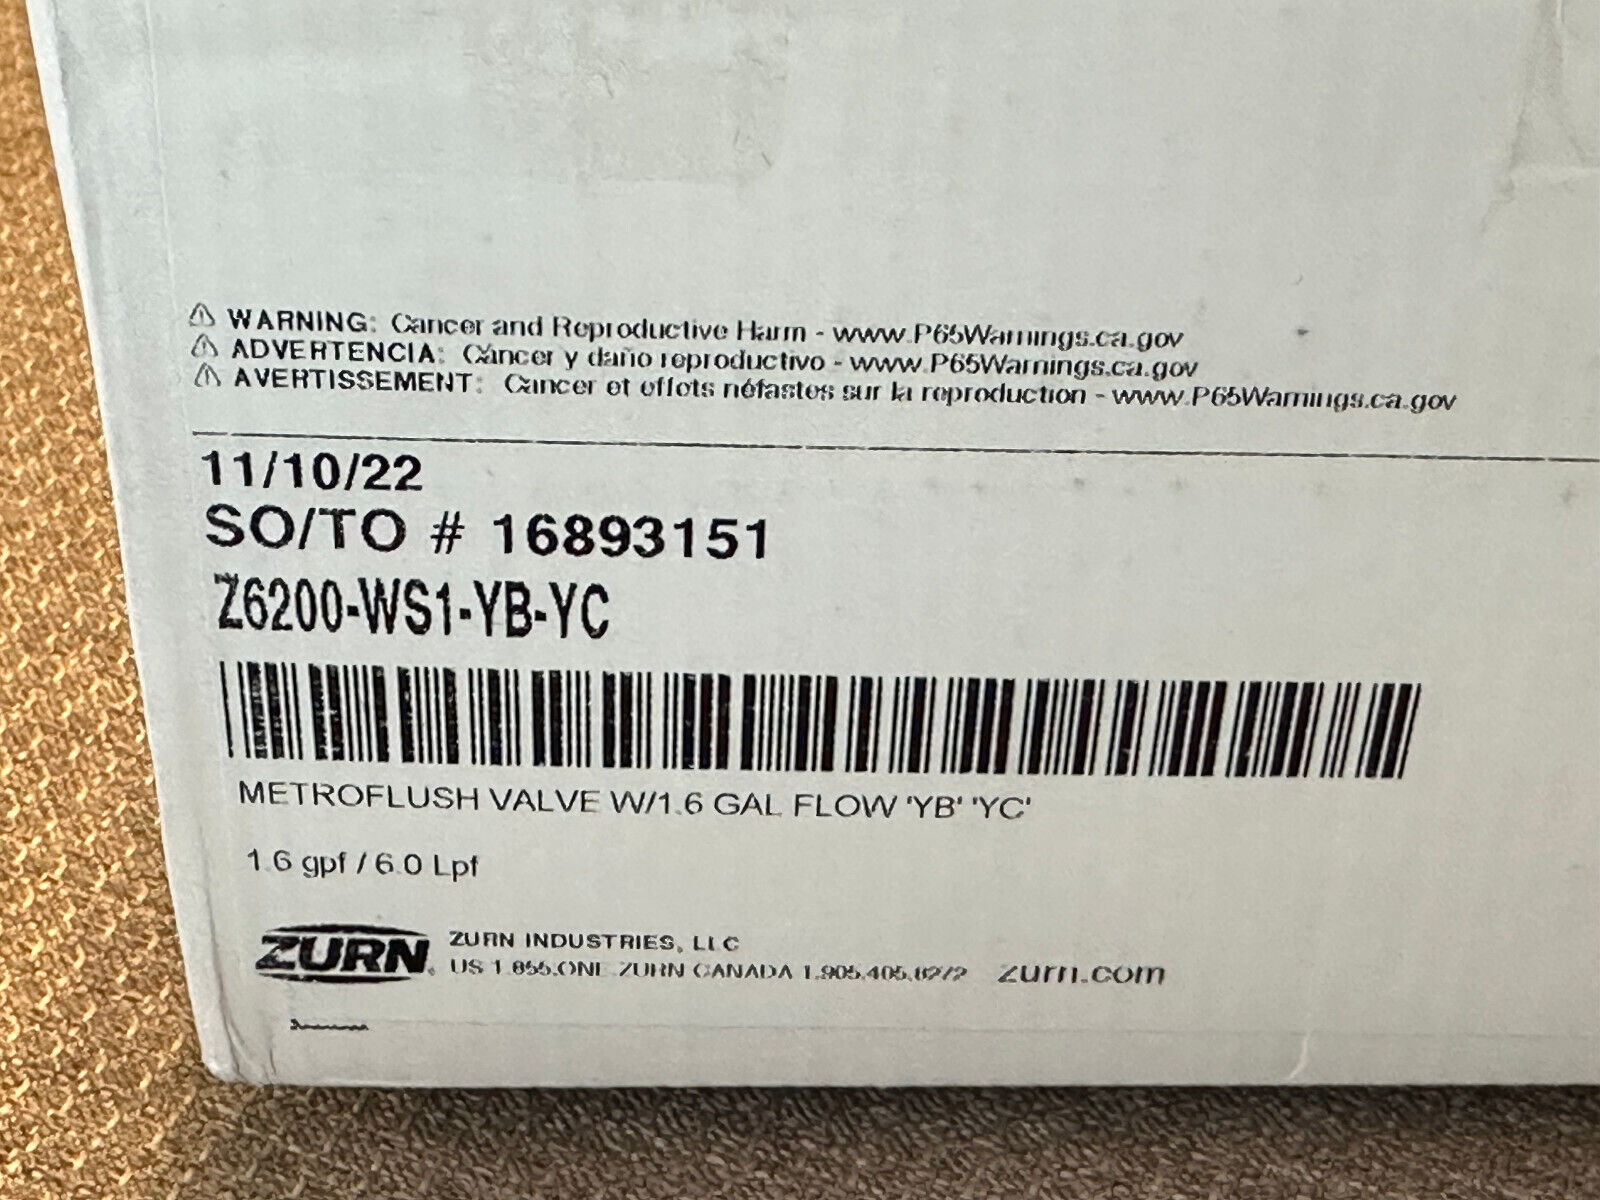 ⚠ WARNING: Cancer and Reproductive Harm - www.P65Warnings.ca.gov
⚠ ADVERTENCIA: Cáncer y daño reproductivo - www.P65Warnings.ca.gov
⚠ AVERTISSEMENT: Cancer et effets néfastes sur la reproduction - www.P65Warnings.ca.gov
11/10/22
SO/TO # 16893151
Z6200-WS1-YB-YC
METROFLUSH VALVE W/1.6 GAL FLOW 'YB' 'YC'
1.6 gpf / 6.0 Lpf
ZURN
ZURN INDUSTRIES, LLC
US 1.855.ONE.ZURN CANADA 1.905.405.8272 zurn.com